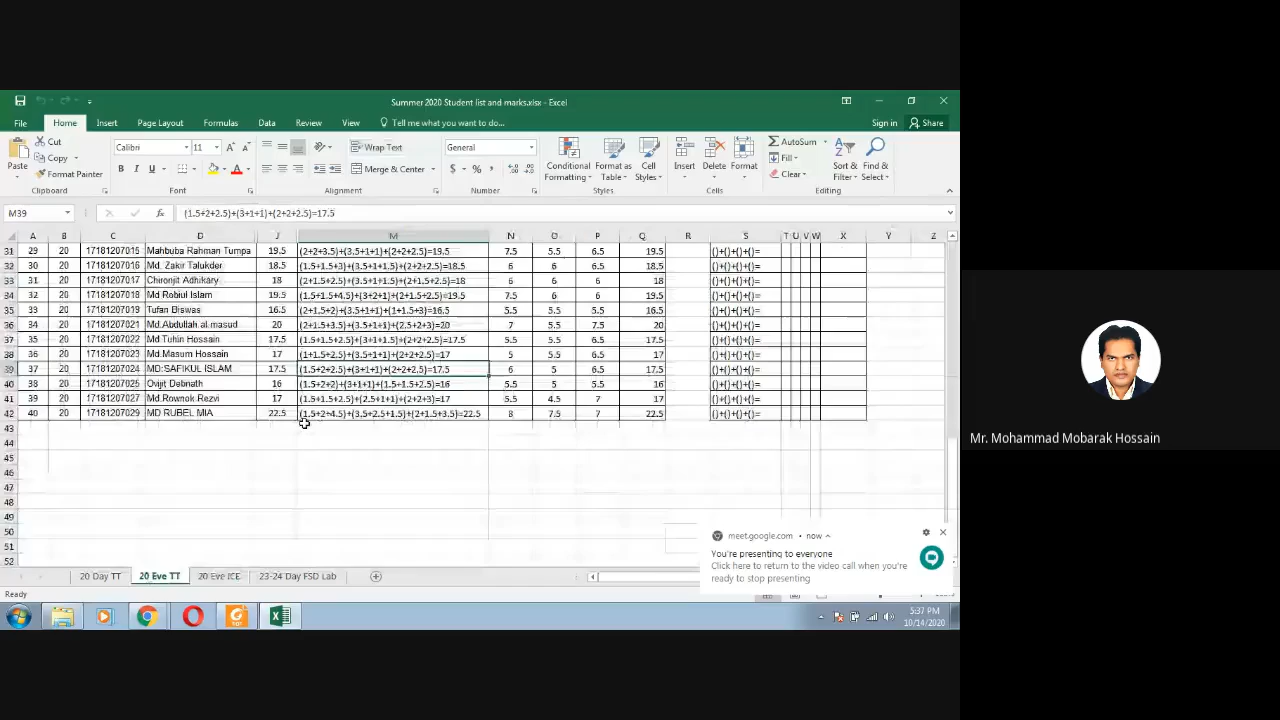 Summer 2020 Student list and marks.xlsx - Excel
File Home Insert Page Layout Formulas Data Review View Tell me what you want to do... Sign in Share
Paste Cut Copy Format Painter Clipboard
Calibri 11 B I U Font
Wrap Text Merge & Center Alignment
General $ % Number
Conditional Formatting Format as Table Cell Styles Styles
Insert Delete Format Cells
AutoSum Fill Clear Sort & Filter Find & Select Editing
M39 fx (1.5+2+2.5)+(3+1+1)+(2+2+2.5)=17.5
A B C D J M N O P Q R S T U V W X Y Z
31 29 20 17181207015 Mahbuba Rahman Tumpa 19.5 (2+2+3.5)+(3.5+1+1)+(2+2+2.5)=19.5 7.5 5.5 6.5 19.5 ()+()+()+()=
32 30 20 17181207016 Md. Zakir Talukder 18.5 (1.5+1.5+3)+(3.5+1+1.5)+(2+2+2.5)=18.5 6 6 6.5 18.5 ()+()+()+()=
33 31 20 17181207017 Chironjit Adhikary 18 (2+1.5+2.5)+(3.5+1+1.5)+(2+1.5+2.5)=18 6 6 6 18 ()+()+()+()=
34 32 20 17181207018 Md Robiul Islam 19.5 (1.5+1.5+4.5)+(3+2+1)+(2+1.5+2.5)=19.5 7.5 6 6 19.5 ()+()+()+()=
35 33 20 17181207019 Tufan Biswas 16.5 (2+1.5+2)+(3.5+1+1)+(1+1.5+3)=16.5 5.5 5.5 5.5 16.5 ()+()+()+()=
36 34 20 17181207021 Md.Abdullah al masud 20 (2+1.5+3.5)+(3.5+1+1)+(2.5+2+3)=20 7 5.5 7.5 20 ()+()+()+()=
37 35 20 17181207022 Md Tuhin Hossain 17.5 (1.5+1.5+2.5)+(3+1+1.5)+(2+2+2.5)=17.5 5.5 5.5 6.5 17.5 ()+()+()+()=
38 36 20 17181207023 Md.Masum Hossain 17 (1+1.5+2.5)+(3.5+1+1)+(2+2+2.5)=17 5 5.5 6.5 17 ()+()+()+()=
39 37 20 17181207024 MD:SAFIKUL ISLAM 17.5 (1.5+2+2.5)+(3+1+1)+(2+2+2.5)=17.5 6 5 6.5 17.5 ()+()+()+()=
40 38 20 17181207025 Ovijit Debnath 16 (1.5+2+2)+(3+1+1)+(1.5+1.5+2.5)=16 5.5 5 5.5 16 ()+()+()+()=
41 39 20 17181207026 Md.Rownok Rezvi 17 (1.5+1.5+2.5)+(2.5+1+1)+(2+2+3)=17 5.5 4.5 7 17 ()+()+()+()=
42 40 20 17181207029 MD RUBEL MIA 22.5 (1.5+2+4.5)+(3.5+2.5+1.5)+(2+1.5+3.5)=22.5 8 7.5 7 22.5 ()+()+()+()=
43
44
45
46
47
48
49
50
51
52
meet.google.com • now
You're presenting to everyone
Click here to return to the video call when you're
ready to stop presenting
20 Day TT 20 Eve TT 20 Eve ICE 23-24 Day FSD Lab
Ready
5:37 PM
10/14/2020
Mr. Mohammad Mobarak Hossain